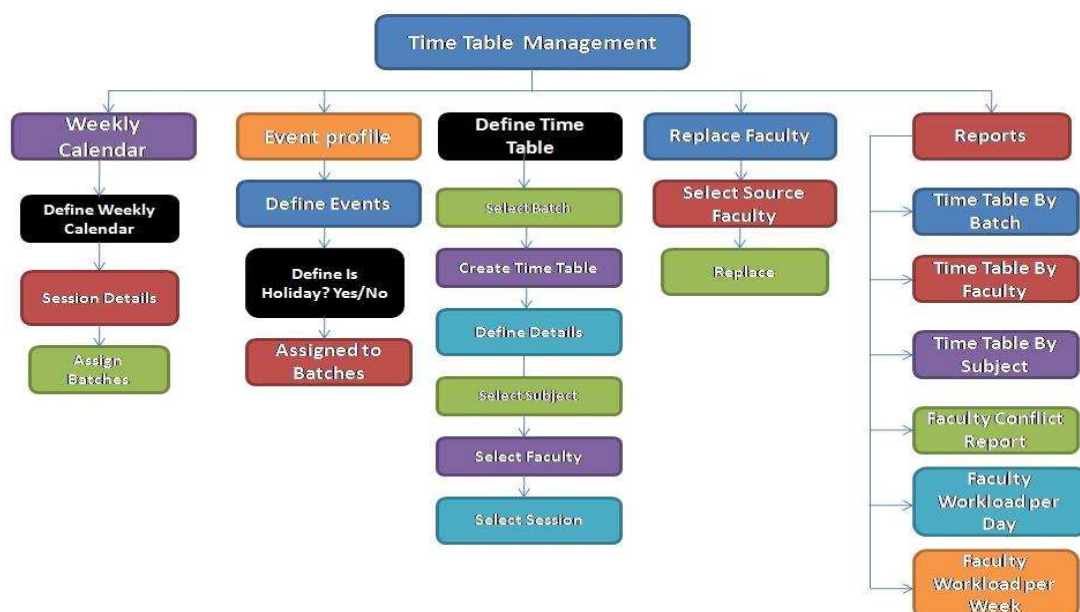 Time Table Management
Weekly
Calendar
Define Weekly
Calendar
Session Details
Assign
Batches
Event profile
Define Events
Define Is
Holiday? Yes/No
Assigned to
Batches
Define Time
Table
Select Batch
Create Time Table
Define Details
Select Subject
Select Faculty
Select Session
Replace Faculty
Select Source
Faculty
Replace
Reports
Time Table By
Batch
Time Table By
Faculty
Time Table By
Subject
Faculty Conflict
Report
Faculty
Workload per
Day
Faculty
Workload per
Week